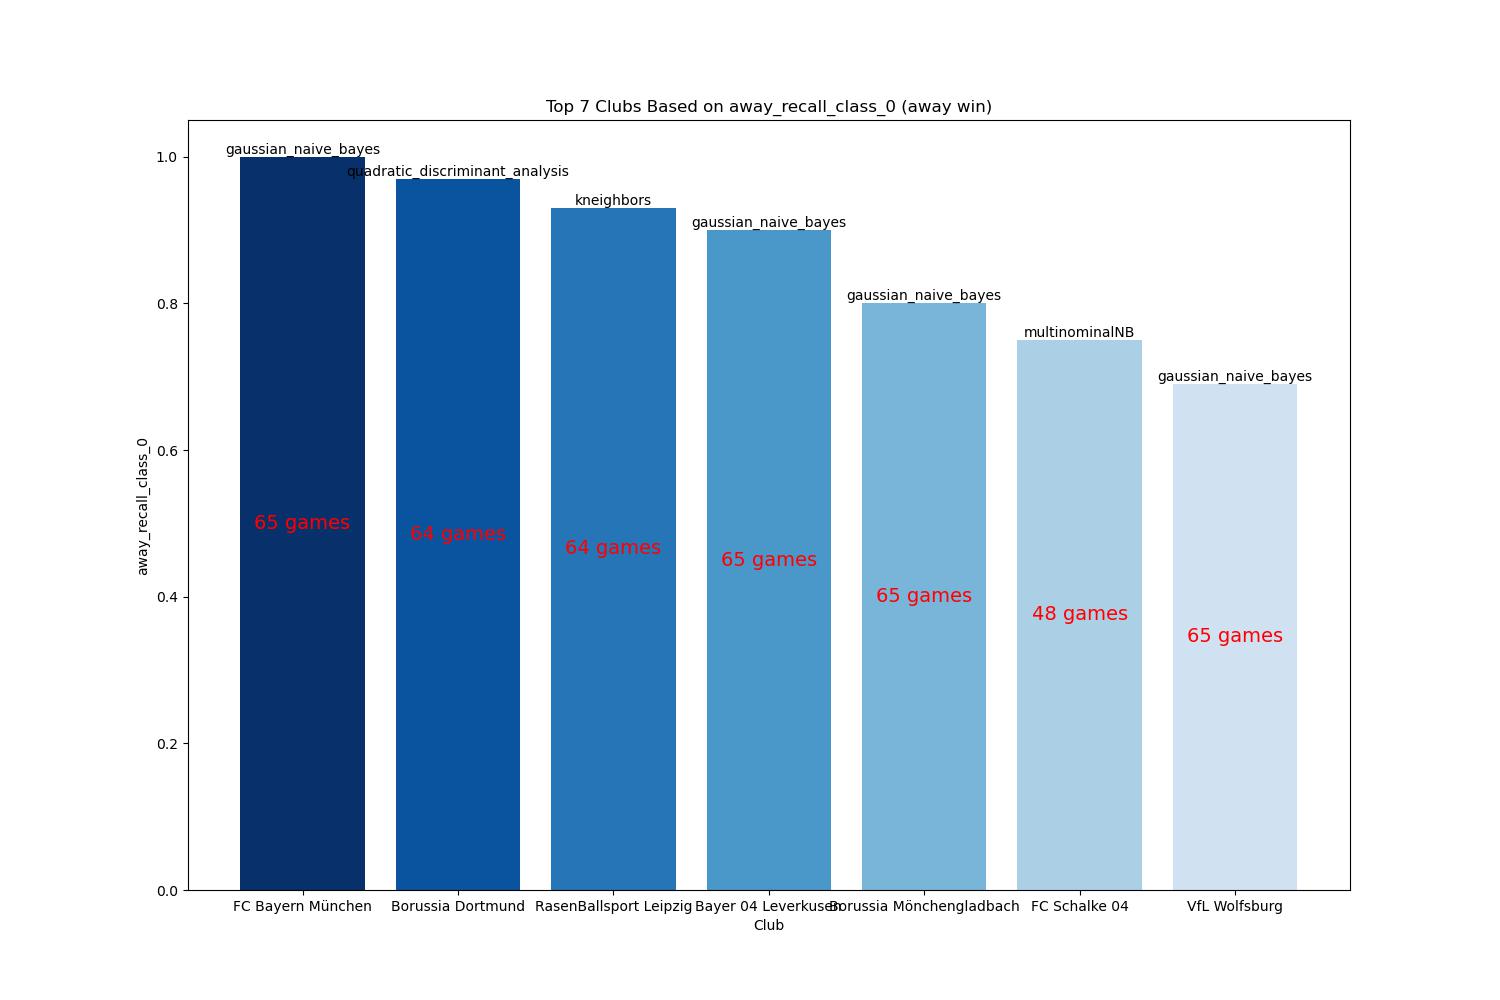 Top 7 Clubs Based on away_recall_class_0 (away win)
away_recall_class_0
1.0
0.8
0.6
0.4
0.2
0.0
gaussian_naive_bayes
quadratic_discriminant_analysis
kneighbors
gaussian_naive_bayes
gaussian_naive_bayes
multinominalNB
gaussian_naive_bayes
65 games
64 games
64 games
65 games
65 games
48 games
65 games
FC Bayern München
Borussia Dortmund
RasenBallsport Leipzig
Bayer 04 Leverkusen
Borussia Mönchengladbach
FC Schalke 04
VfL Wolfsburg
Club